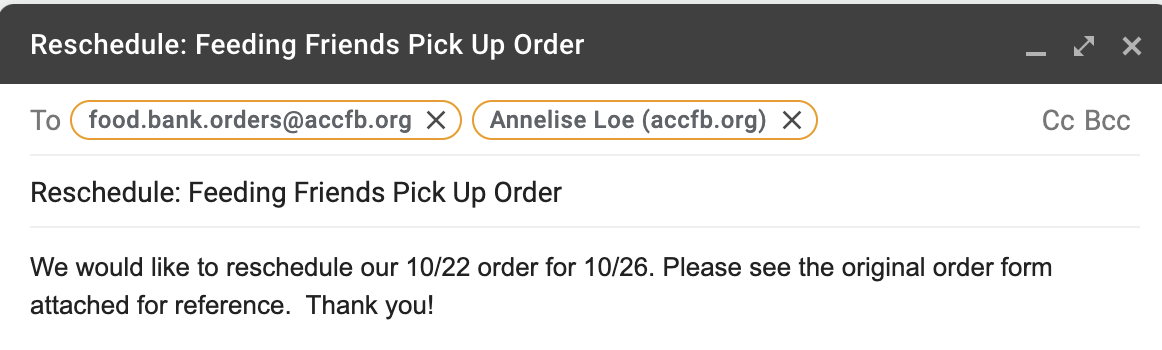 Reschedule: Feeding Friends Pick Up Order
To food.bank.orders@accfb.org Annelise Loe (accfb.org) Cc Bcc
Reschedule: Feeding Friends Pick Up Order
We would like to reschedule our 10/22 order for 10/26. Please see the original order form
attached for reference.  Thank you!